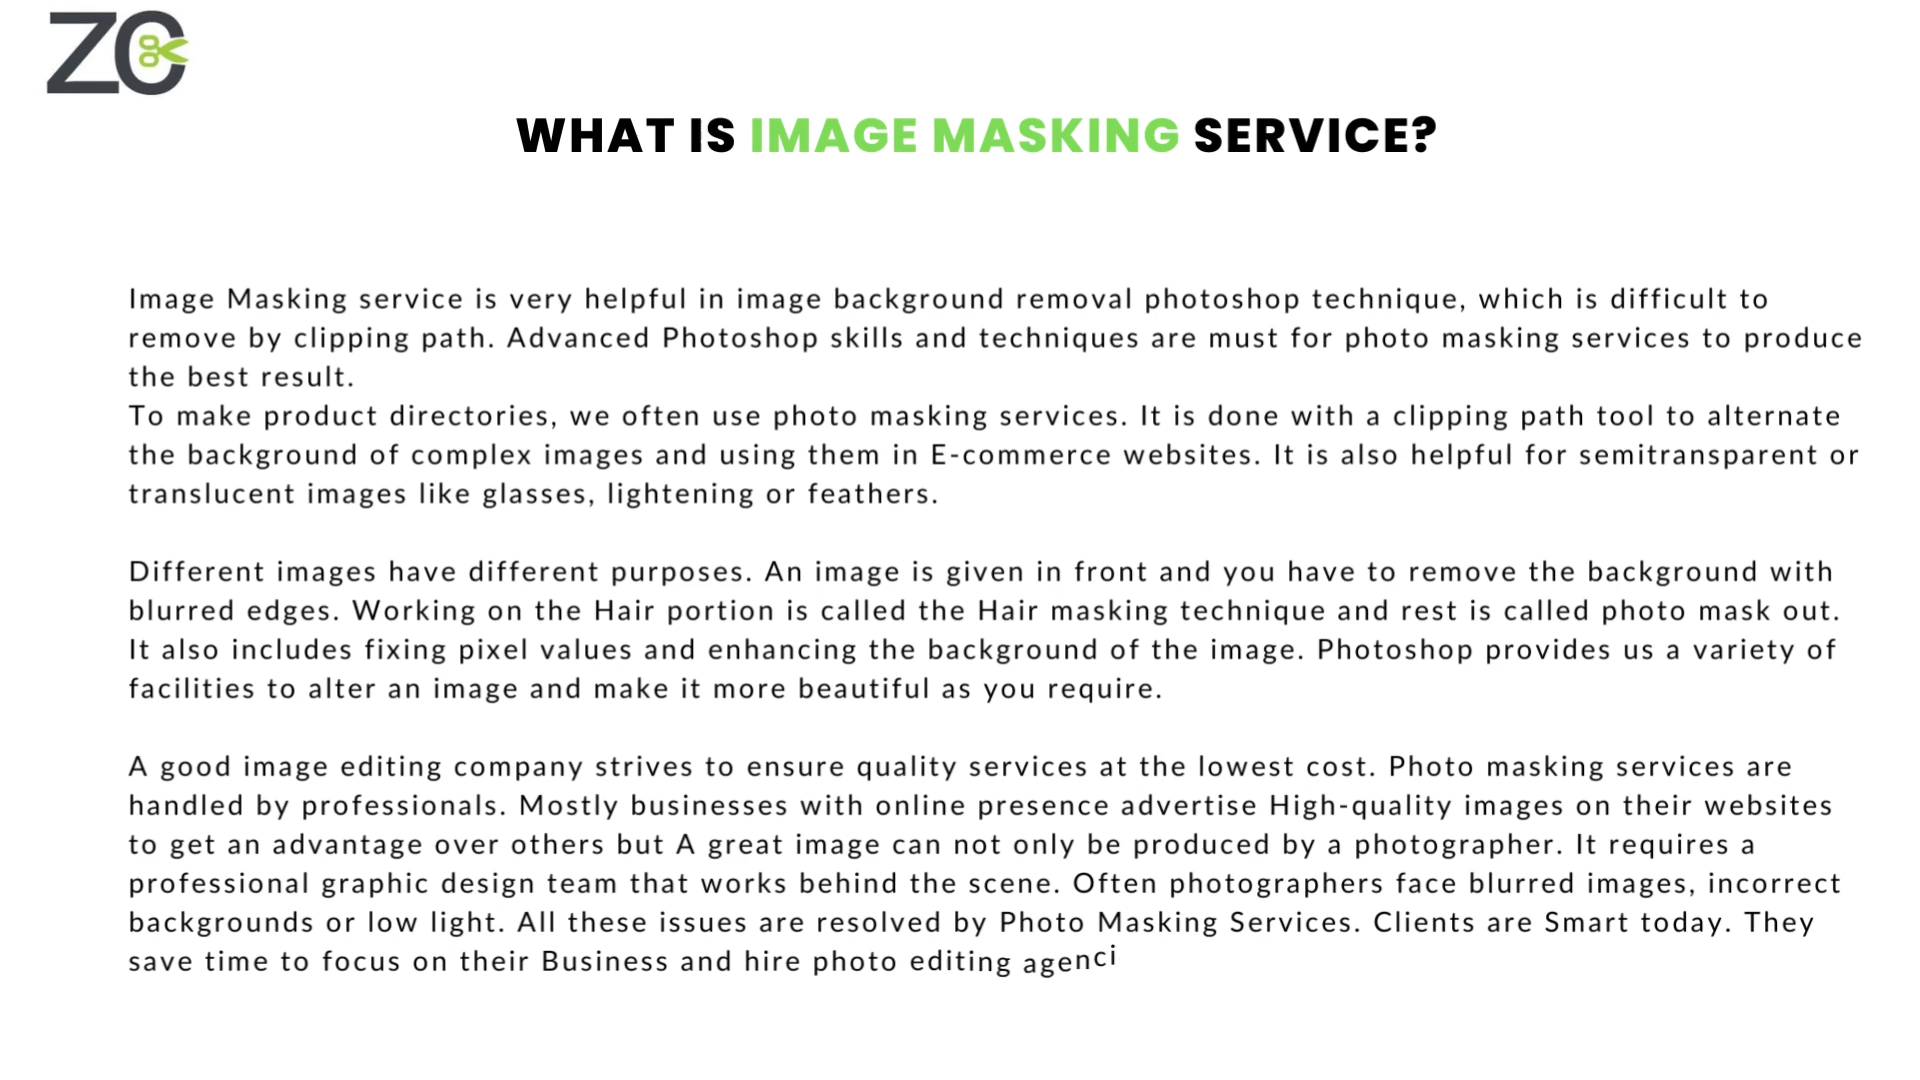 ZC
WHAT IS IMAGE MASKING SERVICE?
Image Masking service is very helpful in image background removal photoshop technique, which is difficult to
remove by clipping path. Advanced Photoshop skills and techniques are must for photo masking services to produce
the best result.
To make product directories, we often use photo masking services. It is done with a clipping path tool to alternate
the background of complex images and using them in E-commerce websites. It is also helpful for semitransparent or
translucent images like glasses, lightening or feathers.
Different images have different purposes. An image is given in front and you have to remove the background with
blurred edges. Working on the Hair portion is called the Hair masking technique and rest is called photo mask out.
It also includes fixing pixel values and enhancing the background of the image. Photoshop provides us a variety of
facilities to alter an image and make it more beautiful as you require.
A good image editing company strives to ensure quality services at the lowest cost. Photo masking services are
handled by professionals. Mostly businesses with online presence advertise High-quality images on their websites
to get an advantage over others but A great image can not only be produced by a photographer. It requires a
professional graphic design team that works behind the scene. Often photographers face blurred images, incorrect
backgrounds or low light. All these issues are resolved by Photo Masking Services. Clients are Smart today. They
save time to focus on their Business and hire photo editing agenci